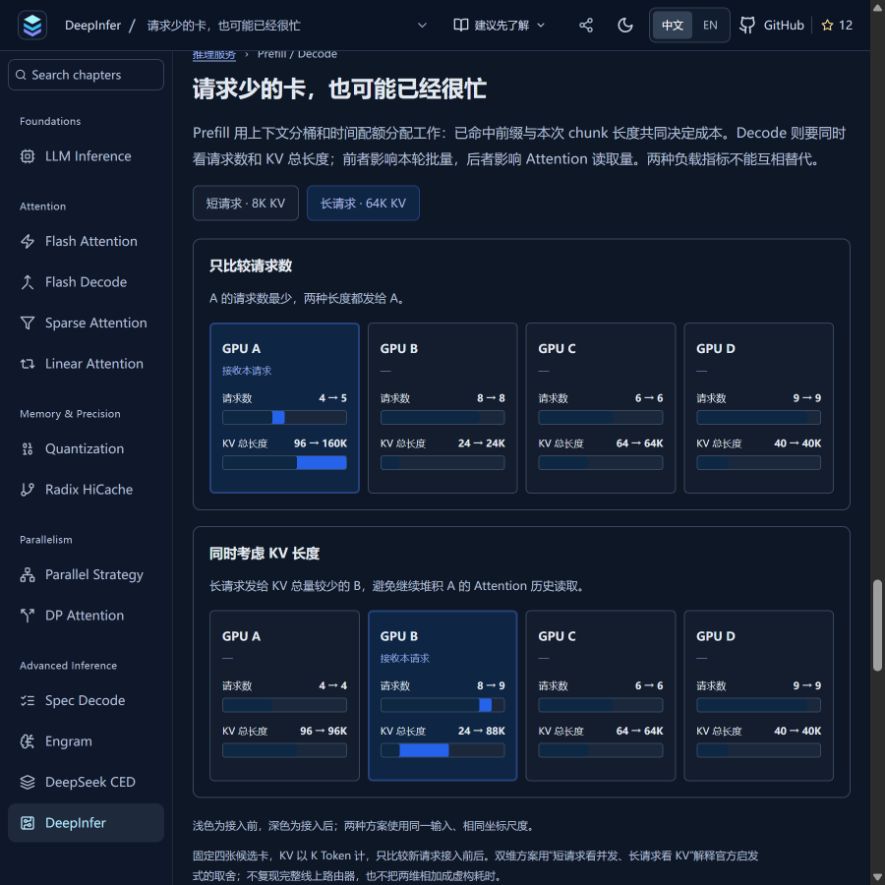 DeepInfer / 请求少的卡，也可能已经很忙
建议先了解
中文 EN
GitHub
12
Search chapters
Foundations
LLM Inference
Attention
Flash Attention
Flash Decode
Sparse Attention
Linear Attention
Memory & Precision
Quantization
Radix HiCache
Parallelism
Parallel Strategy
DP Attention
Advanced Inference
Spec Decode
Engram
DeepSeek CED
DeepInfer
推理服务 › Prefill / Decode
请求少的卡，也可能已经很忙
Prefill 用上下文分桶和时间配额分配工作：已命中前缀与本次 chunk 长度共同决定成本。Decode 则要同时
看请求数和 KV 总长度；前者影响本轮批量，后者影响 Attention 读取量。两种负载指标不能互相替代。
短请求 · 8K KV
长请求 · 64K KV
只比较请求数
A 的请求数最少，两种长度都发给 A。
GPU A
接收本请求
请求数 4 → 5
KV 总长度 96 → 160K
GPU B
—
请求数 8 → 8
KV 总长度 24 → 24K
GPU C
—
请求数 6 → 6
KV 总长度 64 → 64K
GPU D
—
请求数 9 → 9
KV 总长度 40 → 40K
同时考虑 KV 长度
长请求发给 KV 总量较少的 B，避免继续堆积 A 的 Attention 历史读取。
GPU A
—
请求数 4 → 4
KV 总长度 96 → 96K
GPU B
接收本请求
请求数 8 → 9
KV 总长度 24 → 88K
GPU C
—
请求数 6 → 6
KV 总长度 64 → 64K
GPU D
—
请求数 9 → 9
KV 总长度 40 → 40K
浅色为接入前，深色为接入后；两种方案使用同一输入、相同坐标尺度。
固定四张候选卡，KV 以 K Token 计，只比较新请求接入前后。双维方案用“短请求看并发、长请求看 KV”解释官方启发
式的取舍；不复现完整线上路由器，也不把两维相加成虚构耗时。